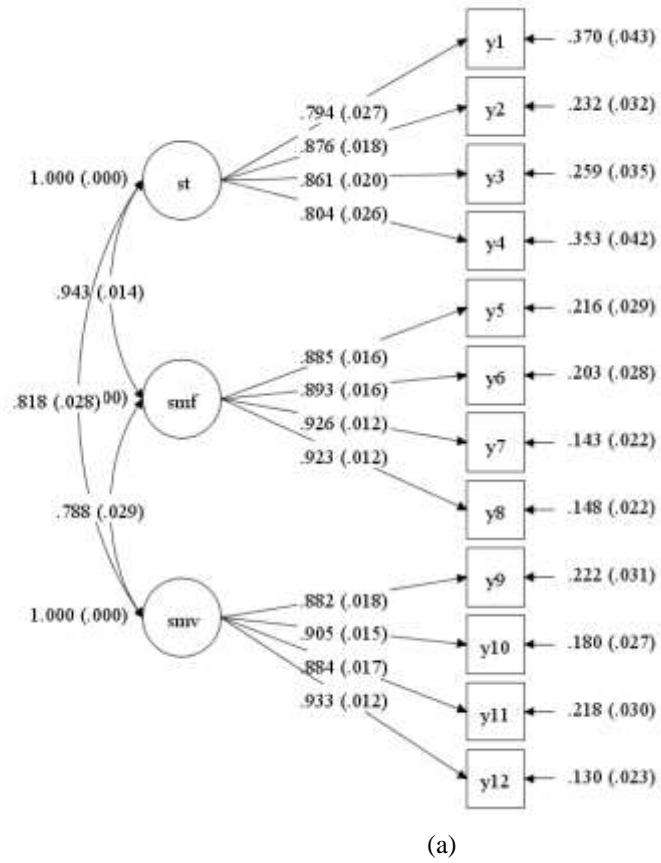 y1
.370 (.043)
.794 (.027)
y2
.232 (.032)
.876 (.018)
1.000 (.000)
st
.861 (.020)
y3
.259 (.035)
.804 (.026)
y4
.353 (.042)
.943 (.014)
y5
.216 (.029)
.885 (.016)
.893 (.016)
y6
.203 (.028)
.818 (.028)
00)
smf
.926 (.012)
y7
.143 (.022)
.923 (.012)
y8
.148 (.022)
.788 (.029)
y9
.222 (.031)
.882 (.018)
1.000 (.000)
smv
.905 (.015)
y10
.180 (.027)
.884 (.017)
.933 (.012)
y11
.218 (.030)
y12
.130 (.023)
(a)